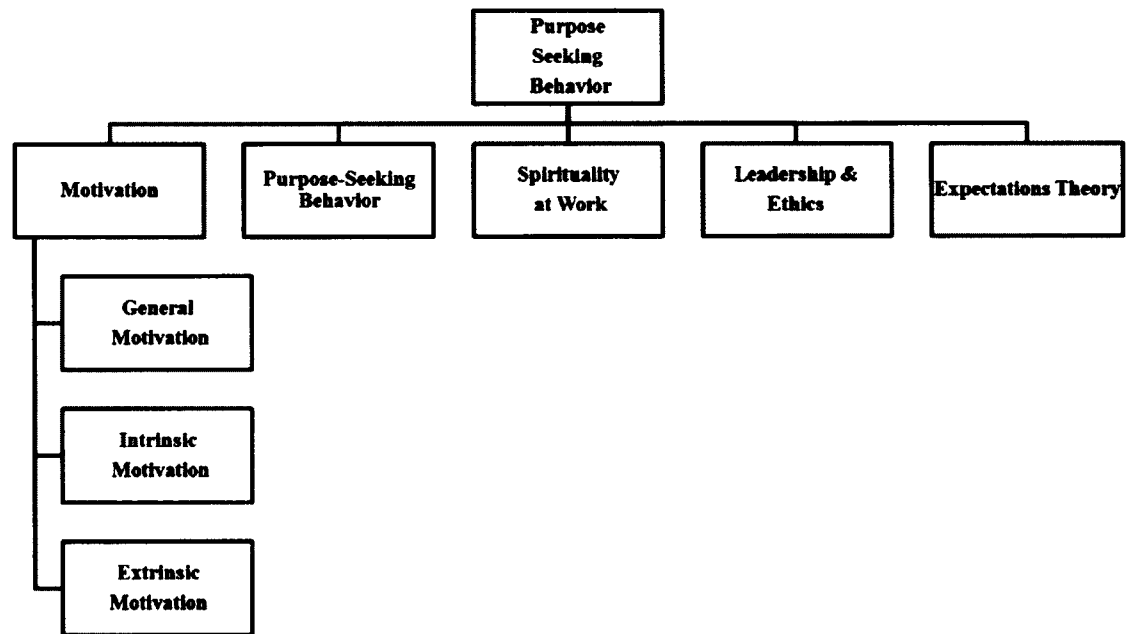 Purpose
Seeking
Behavior
Motivation
Purpose-Seeking
Behavior
Spirituality
at Work
Leadership &
Ethics
Expectations Theory
General
Motivation
Intrinsic
Motivation
Extrinsic
Motivation